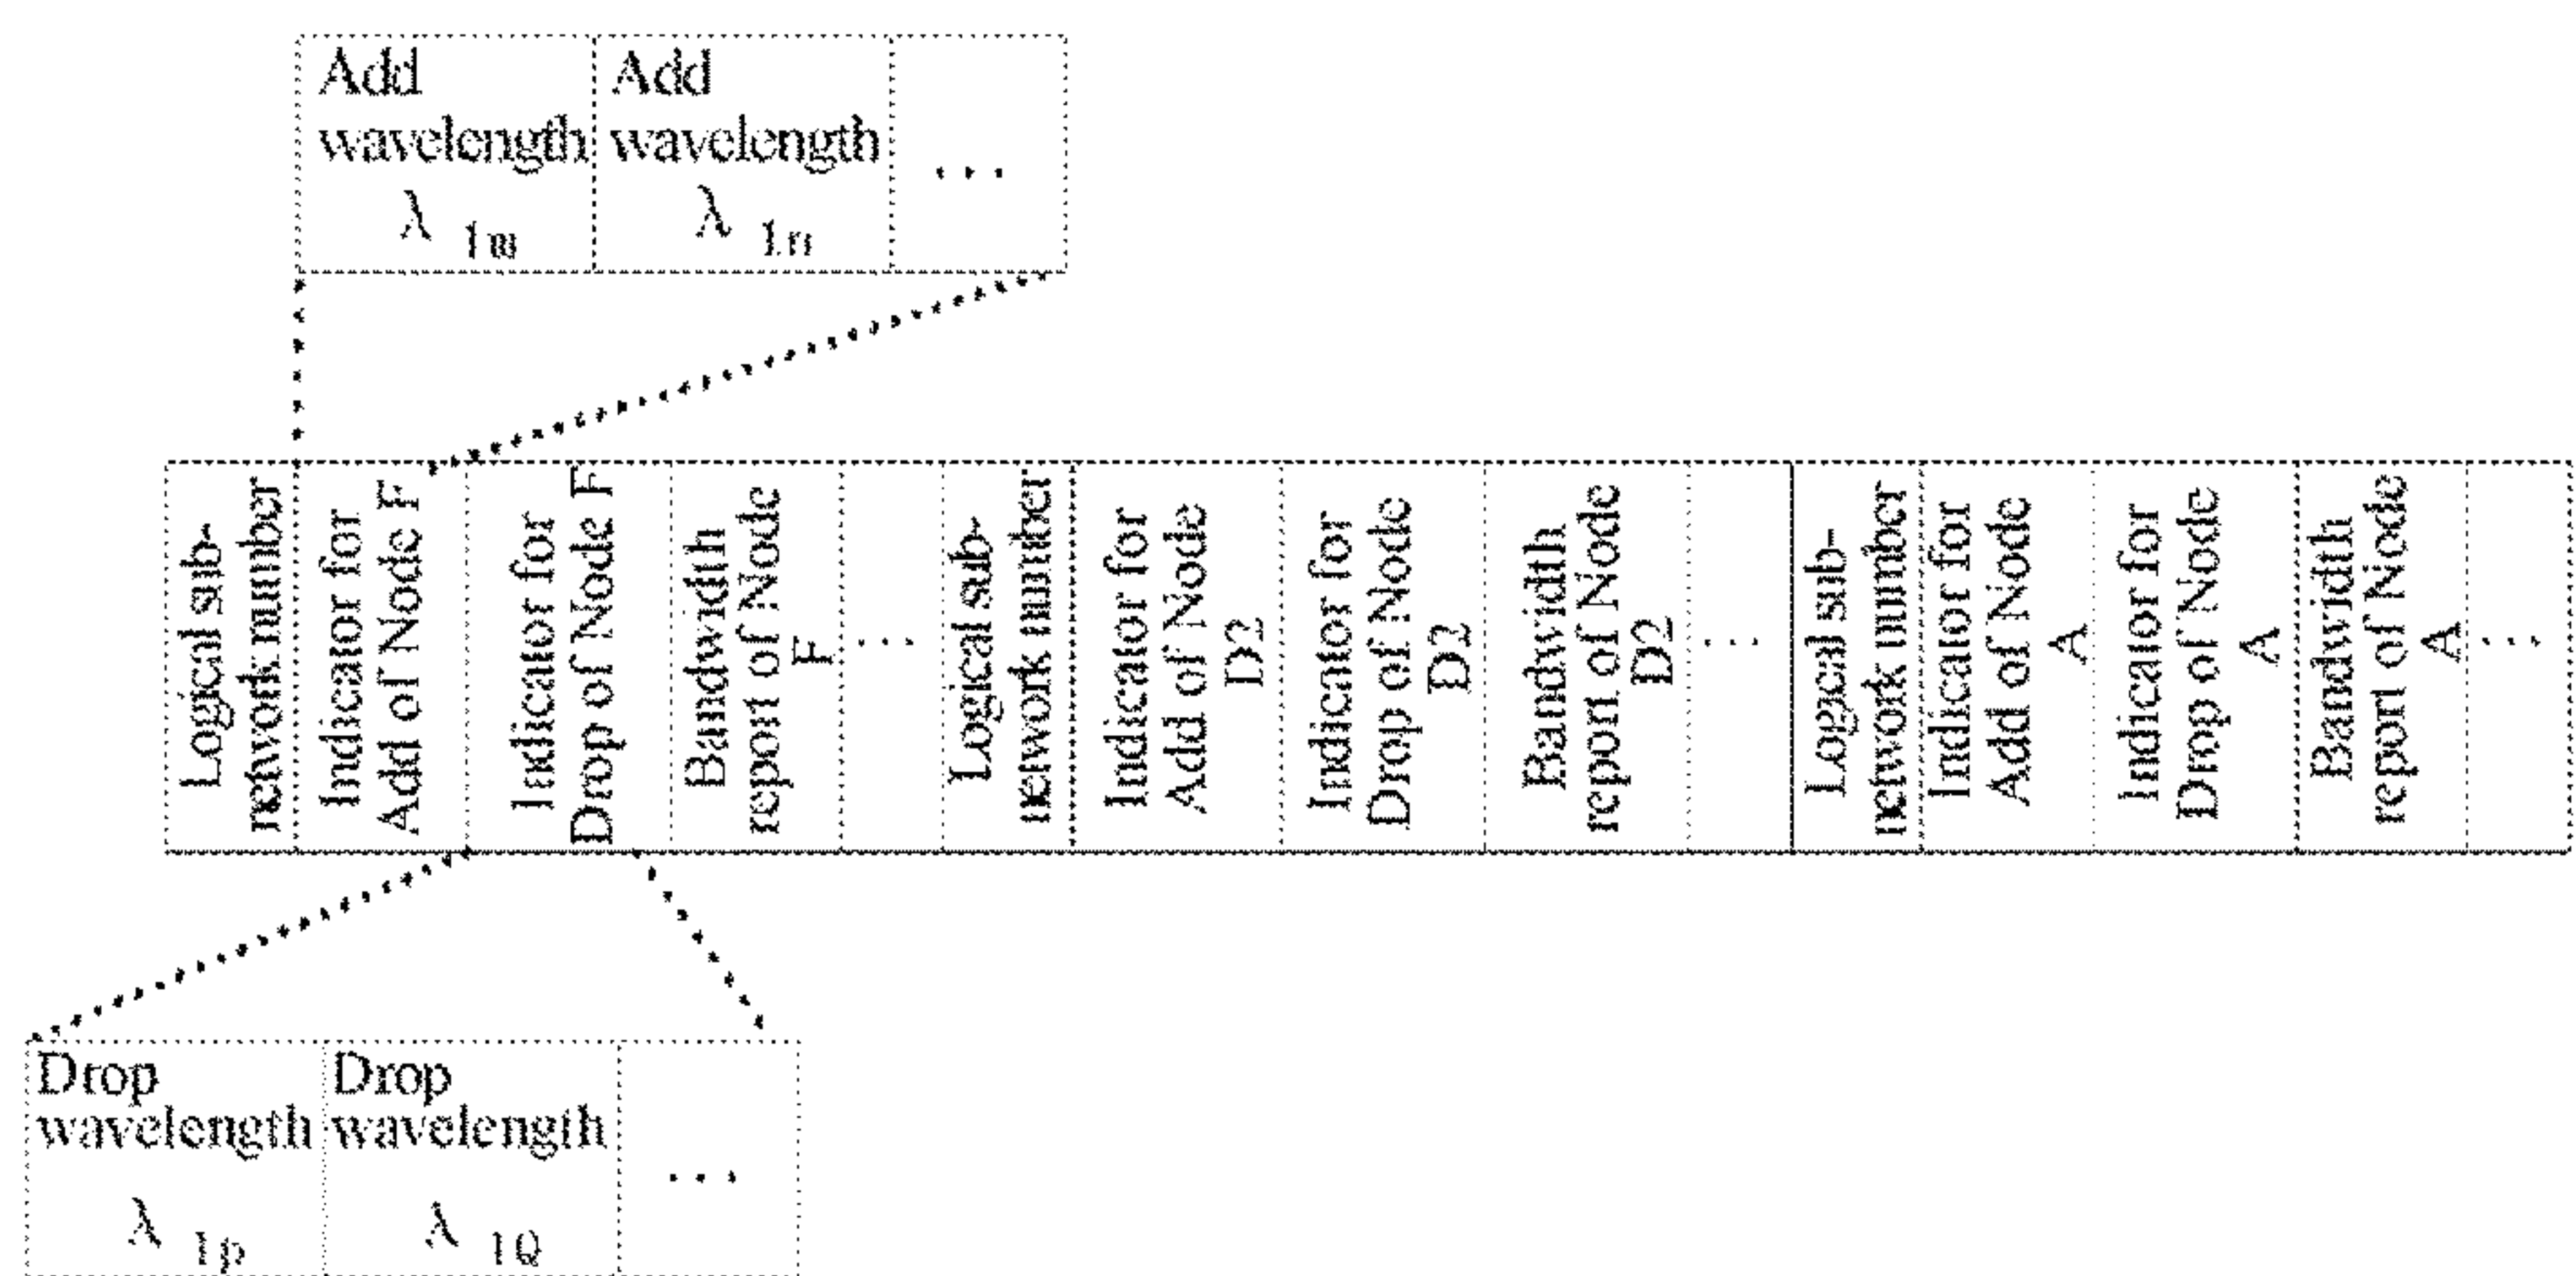 Add
wavelength
λ 1m
Add
wavelength
λ 1n
...
Logical sub-
network number
Indicator for
Add of Node F
Indicator for
Drop of Node F
Bandwidth
report of Node
F
...
Logical sub-
network number
Indicator for
Add of Node
D2
Indicator for
Drop of Node
D2
Bandwidth
report of Node
D2
...
Logical sub-
network number
Indicator for
Add of Node
A
Indicator for
Drop of Node
A
Bandwidth
report of Node
A
...
Drop
wavelength
λ 1p
Drop
wavelength
λ 1Q
...